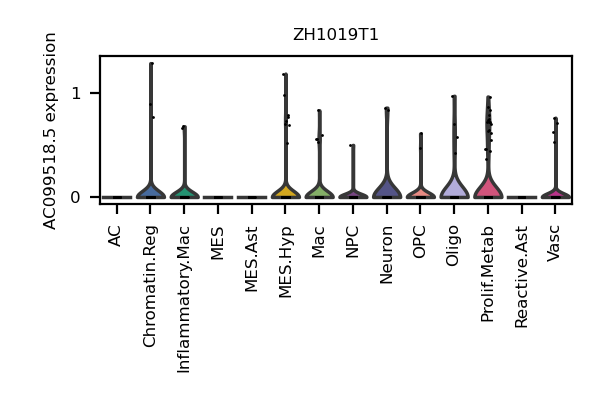 ZH1019T1
AC099518.5 expression
1
0
AC
Chromatin.Reg
Inflammatory.Mac
MES
MES.Ast
MES.Hyp
Mac
NPC
Neuron
OPC
Oligo
Prolif.Metab
Reactive.Ast
Vasc